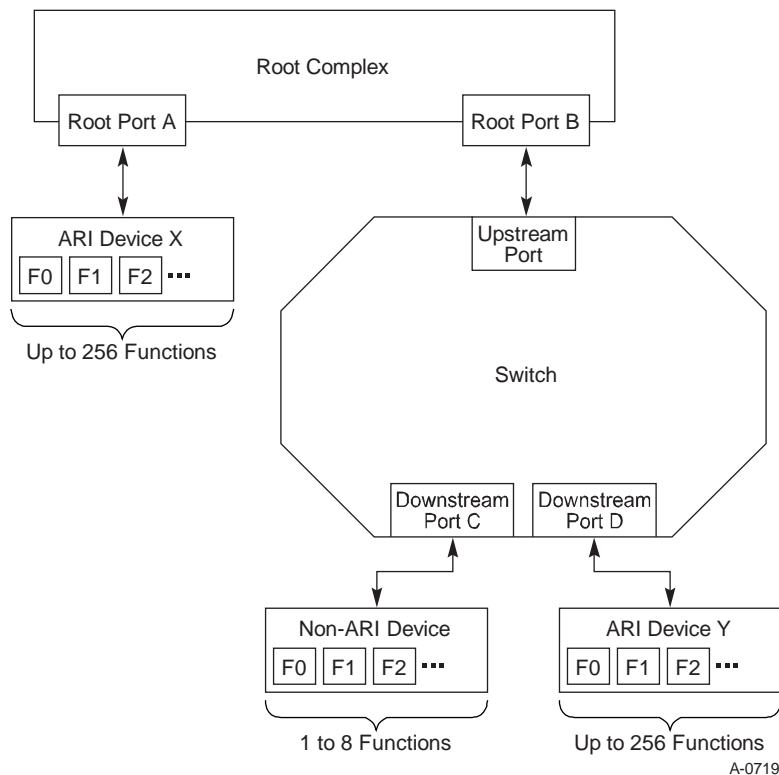 Root Complex
Root Port A
Root Port B
ARI Device X
F0 F1 F2 ...
Up to 256 Functions
Upstream
Port
Switch
Downstream
Port C
Downstream
Port D
Non-ARI Device
F0 F1 F2 ...
1 to 8 Functions
ARI Device Y
F0 F1 F2 ...
Up to 256 Functions
A-0719